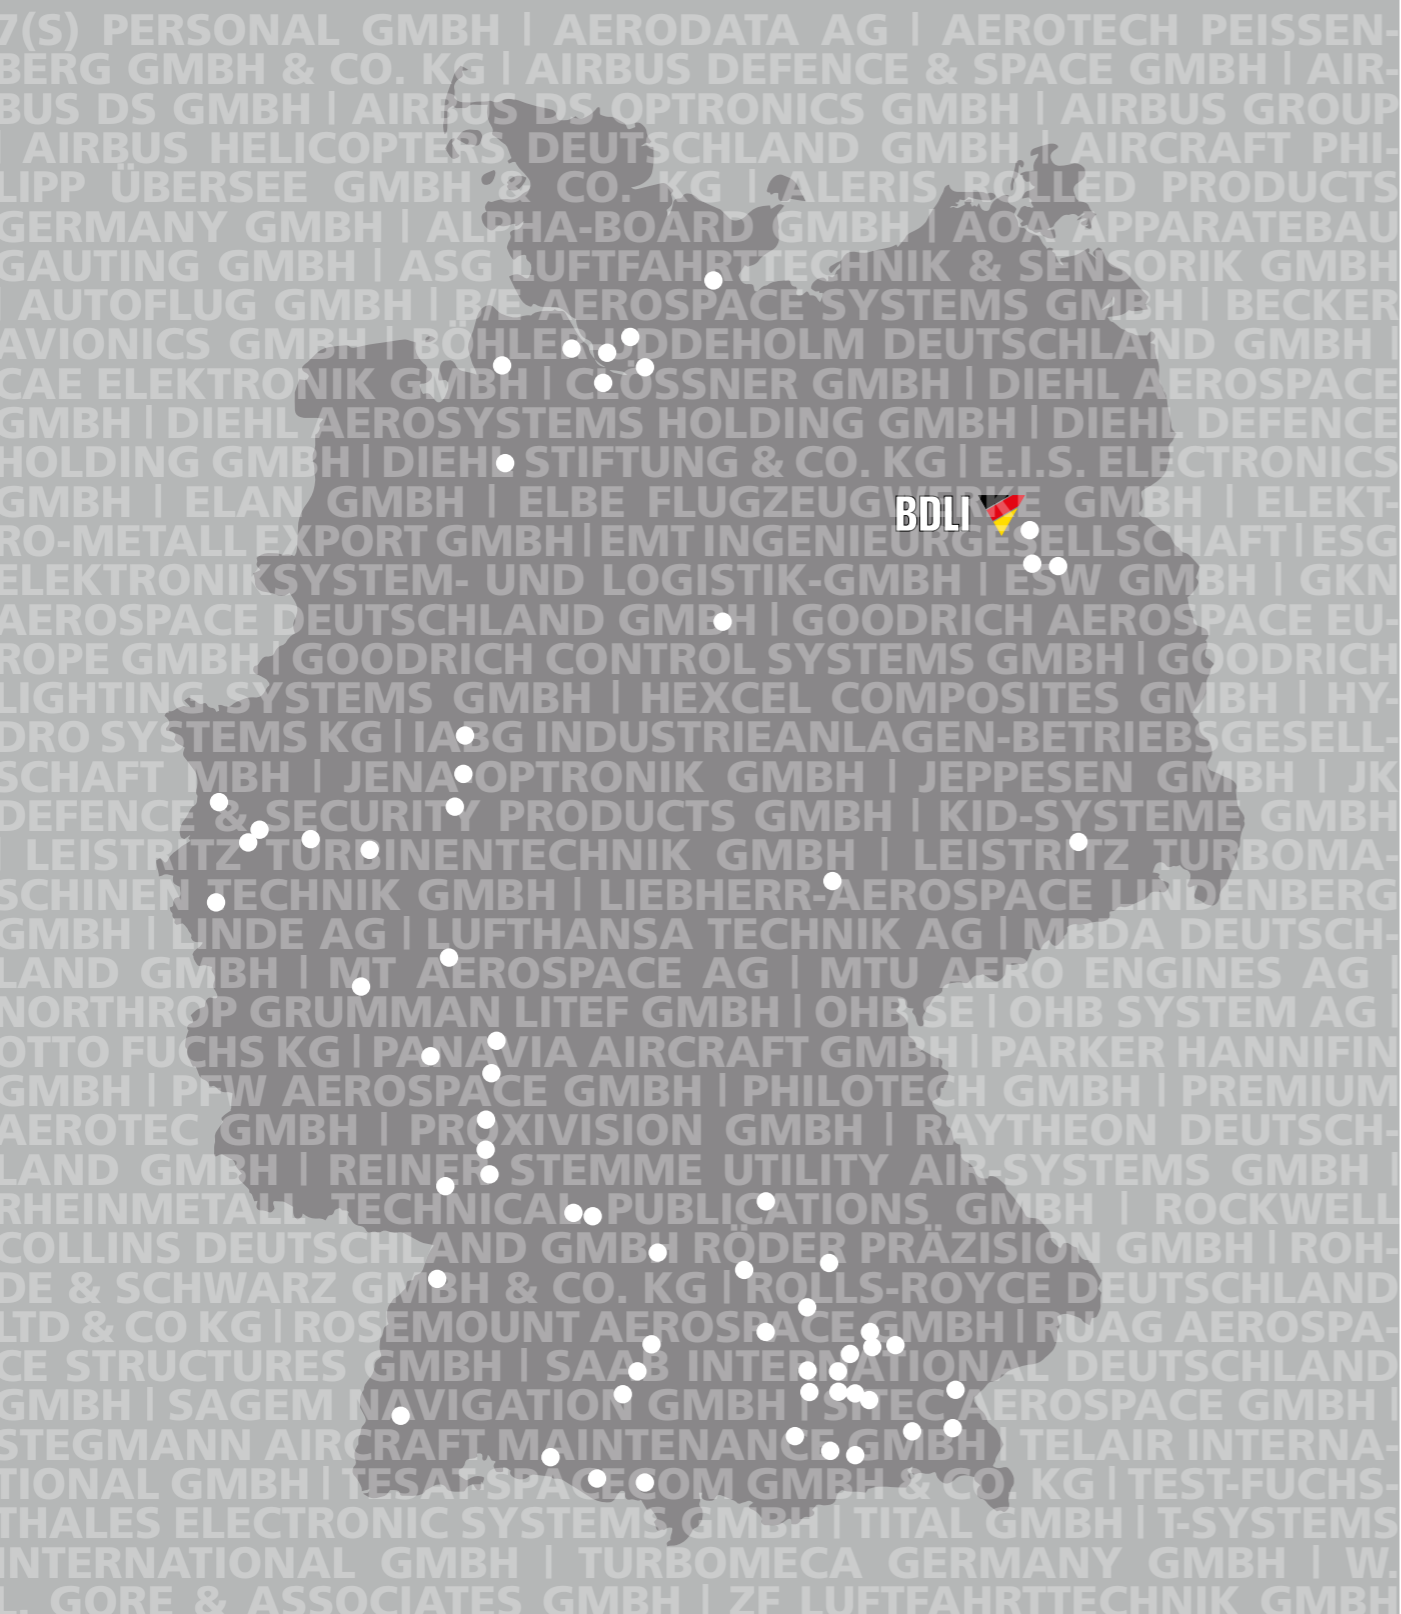 7(S) PERSONAL GMBH | AERODATA AG | AEROTECH PEISSEN-
BERG GMBH & CO. KG | AIRBUS DEFENCE & SPACE GMBH | AIR-
BUS DS GMBH | AIRBUS DS OPTRONICS GMBH | AIRBUS GROUP
| AIRBUS HELICOPTERS DEUTSCHLAND GMBH | AIRCRAFT PHI-
LIPP ÜBERSEE GMBH & CO. KG | ALERIS ROLLED PRODUCTS
GERMANY GMBH | ALPHA-BOARD GMBH | AOA APPARATEBAU
GAUTING GMBH | ASG LUFTFAHRTTECHNIK & SENSORIK GMBH
| AUTOFLUG GMBH | BIE AEROSPACE SYSTEMS GMBH | BECKER
AVIONICS GMBH | BÖHLER UDDEHOLM DEUTSCHLAND GMBH |
CAE ELEKTRONIK GMBH | CROSSNER GMBH | DIEHL AEROSPACE
GMBH | DIEHL AEROSYSTEMS HOLDING GMBH | DIEHL DEFENCE
HOLDING GMBH | DIEHL STIFTUNG & CO. KG | E.I.S. ELECTRONICS
GMBH | ELAN GMBH | ELBE FLUGZEUGWERKE GMBH | ELEKT-
BDLI
RO-METALL EXPORT GMBH | EMT INGENIEURGESELLSCHAFT | ESG
ELEKTRONIKSYSTEM- UND LOGISTIK-GMBH | ESW GMBH | GKN
AEROSPACE DEUTSCHLAND GMBH | GOODRICH AEROSPACE EU-
ROPE GMBH | GOODRICH CONTROL SYSTEMS GMBH | GOODRICH
LIGHTING SYSTEMS GMBH | HEXCEL COMPOSITES GMBH | HY-
DRO SYSTEMS KG | IABG INDUSTRIEANLAGEN-BETRIEBSGESELL-
SCHAFT MBH | JENA-OPTRONIK GMBH | JEPPESEN GMBH | JK
DEFENCE & SECURITY PRODUCTS GMBH | KID-SYSTEME GMBH
| LEISTRITZ TURBINENTECHNIK GMBH | LEISTRITZ TURBOMA-
SCHINEN TECHNIK GMBH | LIEBHERR-AEROSPACE LINDENBERG
GMBH | LINDE AG | LUFTHANSA TECHNIK AG | MBDA DEUTSCH-
LAND GMBH | MT AEROSPACE AG | MTU AERO ENGINES AG |
NORTHROP GRUMMAN LITEF GMBH | OHB SE | OHB SYSTEM AG |
OTTO FUCHS KG | PANAVIA AIRCRAFT GMBH | PARKER HANNIFIN
GMBH | PFW AEROSPACE GMBH | PHILOTECH GMBH | PREMIUM
AEROTEC GMBH | PROXIVISION GMBH | RAYTHEON DEUTSCH-
LAND GMBH | REINER STEMME UTILITY AIR-SYSTEMS GMBH |
RHEINMETALL TECHNICAL PUBLICATIONS GMBH | ROCKWELL
COLLINS DEUTSCHLAND GMBH | RÖDER PRÄZISION GMBH | ROH-
DE & SCHWARZ GMBH & CO. KG | ROLLS-ROYCE DEUTSCHLAND
LTD & CO KG | ROSEMOUNT AEROSPACE GMBH | RUAG AEROSPA-
CE STRUCTURES GMBH | SAAB INTERNATIONAL DEUTSCHLAND
GMBH | SAGEM NAVIGATION GMBH | SITEC AEROSPACE GMBH |
STEGMANN AIRCRAFT MAINTENANCE GMBH | TELAIR INTERNA-
TIONAL GMBH | TESAT-SPACECOM GMBH & CO. KG | TEST-FUCHS-
THALES ELECTRONIC SYSTEMS GMBH | TITAL GMBH | T-SYSTEMS
INTERNATIONAL GMBH | TURBOMECA GERMANY GMBH | W.
L. GORE & ASSOCIATES GMBH | ZF LUFTFAHRTTECHNIK GMBH